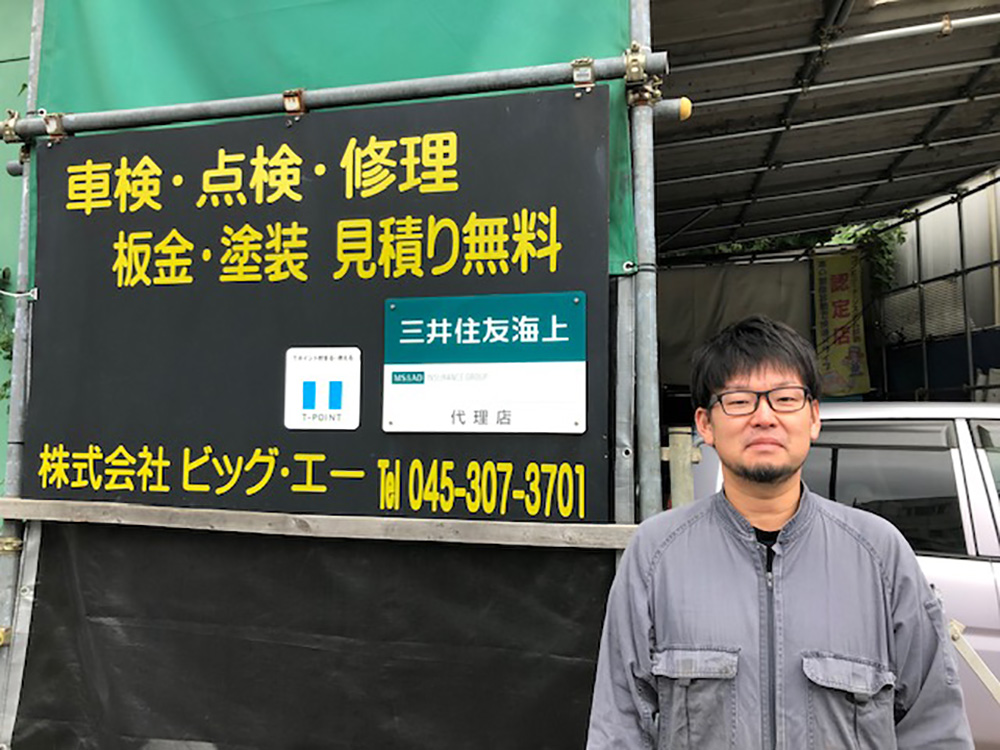 車検・点検・修理
板金・塗装 見積り無料
三井住友海上
MS&AD INSURANCE GROUP
代理店
T-POINT
株式会社 ビッグ・エー Tel 045-307-3701
認定店